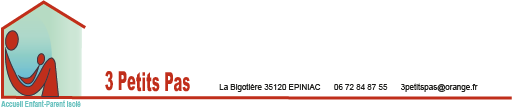 3 Petits Pas
La Bigotière 35120 EPINIAC 06 72 84 87 55 3petitspas@orange.fr
Accueil Enfant-Parent Isolé